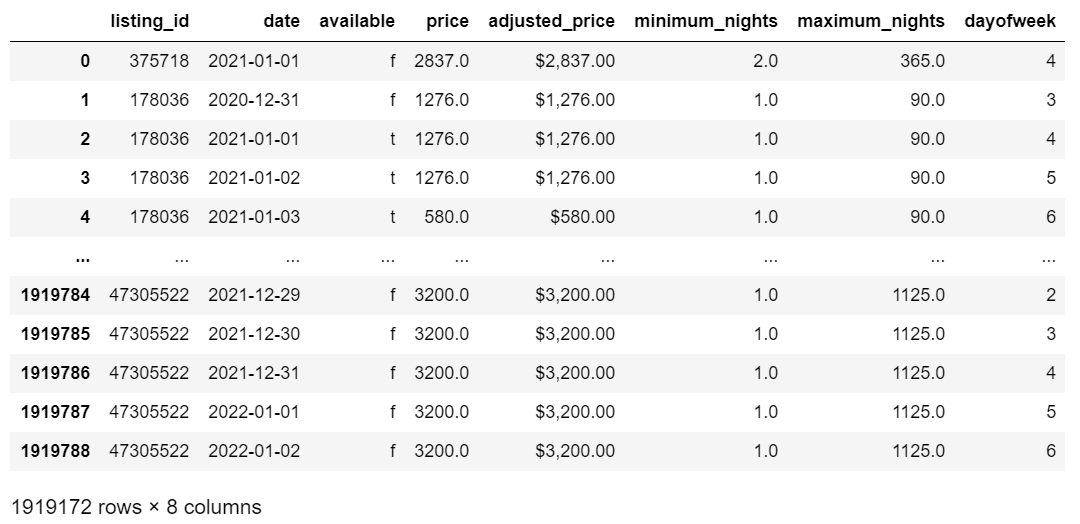 listing_id date available price adjusted_price minimum_nights maximum_nights dayofweek
0 375718 2021-01-01 f 2837.0 $2,837.00 2.0 365.0 4
1 178036 2020-12-31 f 1276.0 $1,276.00 1.0 90.0 3
2 178036 2021-01-01 t 1276.0 $1,276.00 1.0 90.0 4
3 178036 2021-01-02 t 1276.0 $1,276.00 1.0 90.0 5
4 178036 2021-01-03 t 580.0 $580.00 1.0 90.0 6
... ... ... ... ... ... ... ... ...
1919784 47305522 2021-12-29 f 3200.0 $3,200.00 1.0 1125.0 2
1919785 47305522 2021-12-30 f 3200.0 $3,200.00 1.0 1125.0 3
1919786 47305522 2021-12-31 f 3200.0 $3,200.00 1.0 1125.0 4
1919787 47305522 2022-01-01 f 3200.0 $3,200.00 1.0 1125.0 5
1919788 47305522 2022-01-02 f 3200.0 $3,200.00 1.0 1125.0 6
1919172 rows × 8 columns